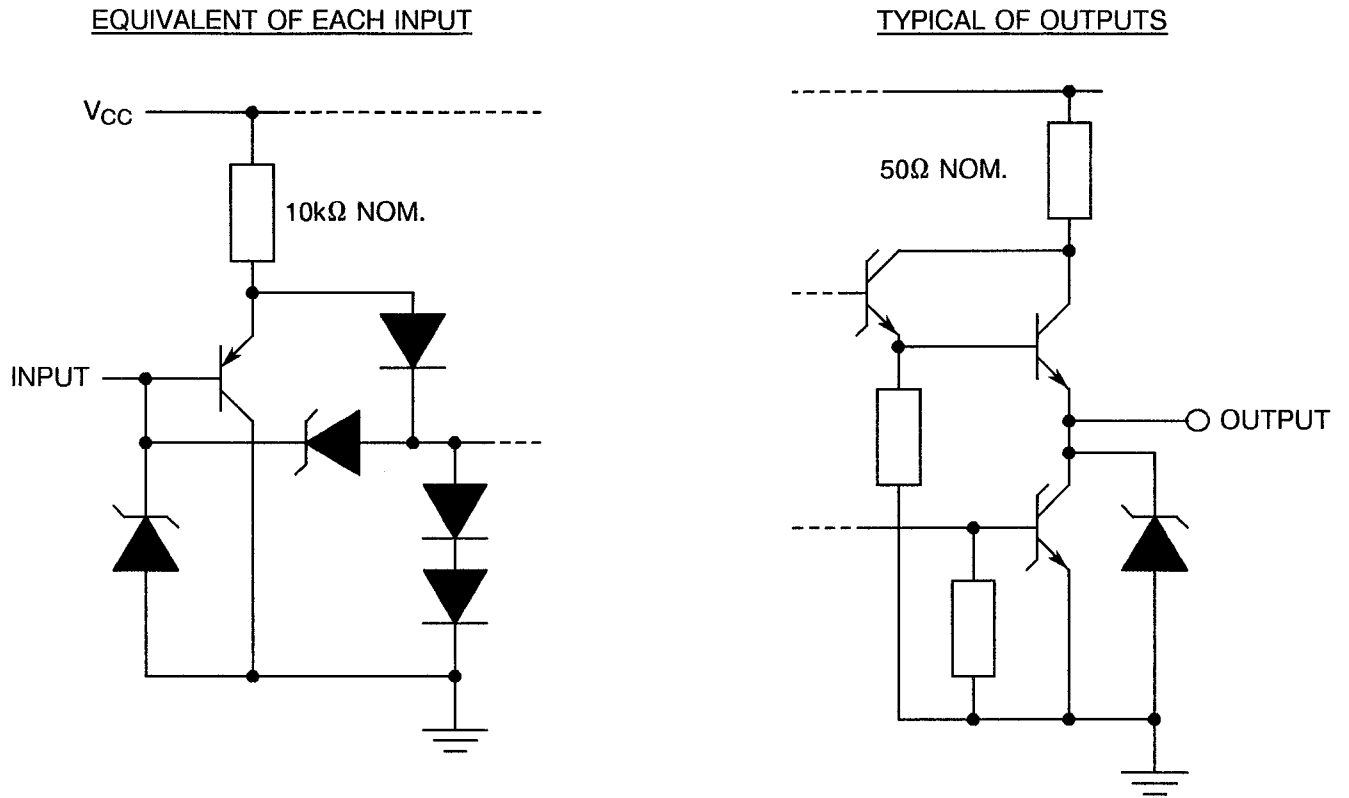 EQUIVALENT OF EACH INPUT
TYPICAL OF OUTPUTS
VCC
10kΩ NOM.
INPUT
50Ω NOM.
OUTPUT